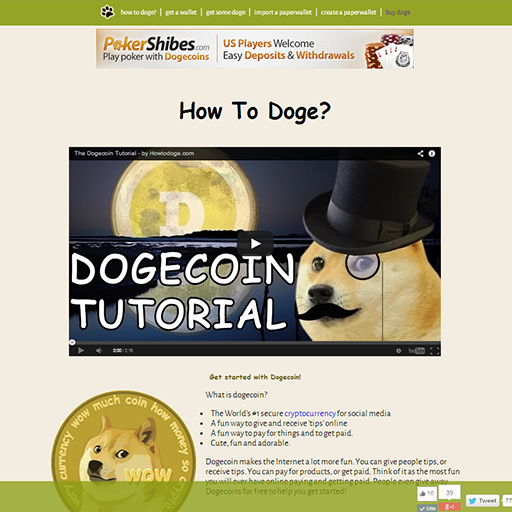 how to doge? | get a wallet | get some doge | import a paperwallet | create a paperwallet | buy doge
PokerShibes.com
Play poker with Dogecoins
US Players Welcome
Easy Deposits & Withdrawals
How To Doge?
The Dogecoin Tutorial - by Howtodoge.com
DOGECOIN
TUTORIAL
0:00 / 2:16
YouTube
Get started with Dogecoin!
What is dogecoin?
The World's #1 secure cryptocurrency for social media
A fun way to give and receive 'tips' online
A fun way to pay for things and to get paid.
Cute, fun and adorable.
currency wow much coin how money so crypto
WOW
Dogecoin makes the Internet a lot more fun. You can give people tips, or
receive tips. You can pay for products, or get paid. Think of it as the most fun
you will ever have online paying and getting paid. People even give away
Dogecoins for free to help you get started!
39
Tweet
77
Like
+1